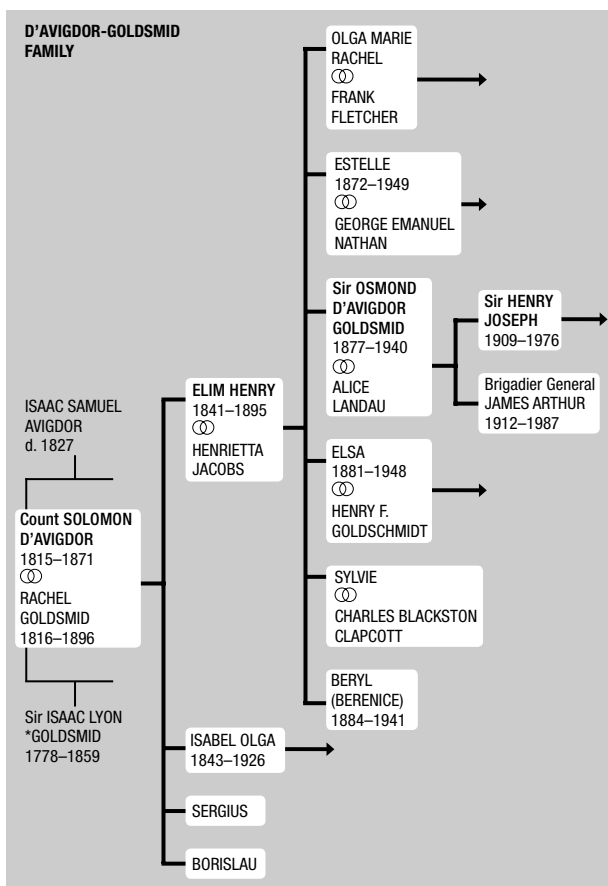 D'AVIGDOR-GOLDSMID
FAMILY
ISAAC SAMUEL
AVIGDOR
d. 1827
Count SOLOMON
D'AVIGDOR
1815–1871
RACHEL
GOLDSMID
1816–1896
Sir ISAAC LYON
*GOLDSMID
1778–1859
ELIM HENRY
1841–1895
HENRIETTA
JACOBS
ISABEL OLGA
1843–1926
SERGIUS
BORISLAU
OLGA MARIE
RACHEL
FRANK
FLETCHER
ESTELLE
1872–1949
GEORGE EMANUEL
NATHAN
Sir OSMOND
D'AVIGDOR
GOLDSMID
1877–1940
ALICE
LANDAU
ELSA
1881–1948
HENRY F.
GOLDSCHMIDT
SYLVIE
CHARLES BLACKSTON
CLAPCOTT
BERYL
(BERENICE)
1884–1941
Sir HENRY
JOSEPH
1909–1976
Brigadier General
JAMES ARTHUR
1912–1987